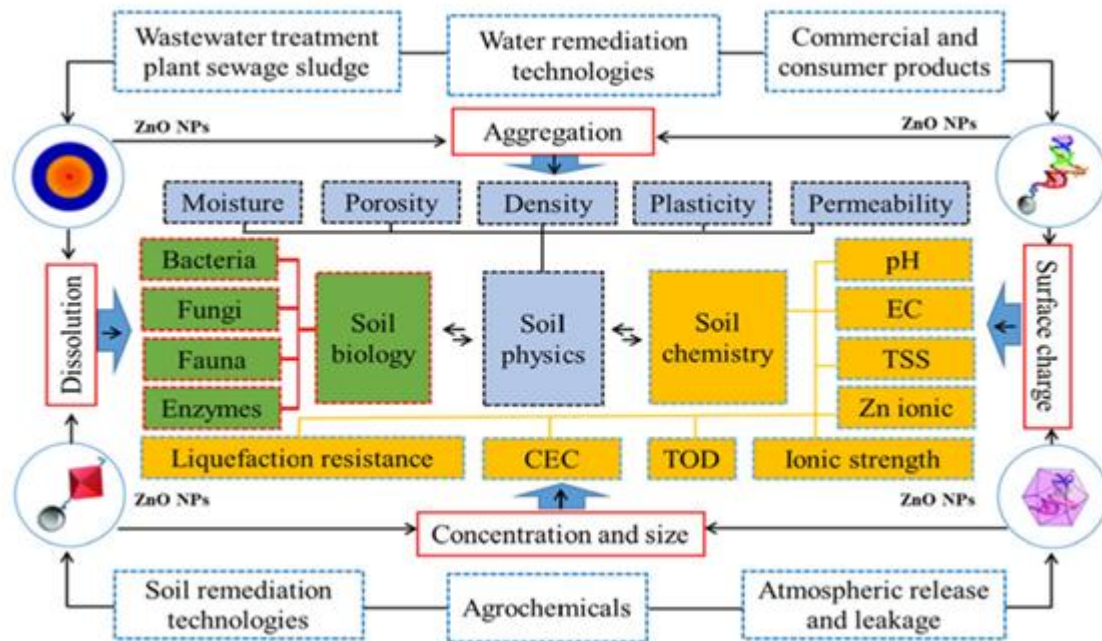 Wastewater treatment
plant sewage sludge
Water remediation
technologies
Commercial and
consumer products
ZnO NPs
Aggregation
ZnO NPs
Moisture
Porosity
Density
Plasticity
Permeability
Dissolution
Bacteria
Fungi
Fauna
Enzymes
Soil
biology
Soil
physics
Soil
chemistry
pH
EC
TSS
Zn ionic
Surface charge
Liquefaction resistance
CEC
TOD
Ionic strength
ZnO NPs
Concentration and size
ZnO NPs
Soil remediation
technologies
Agrochemicals
Atmospheric release
and leakage